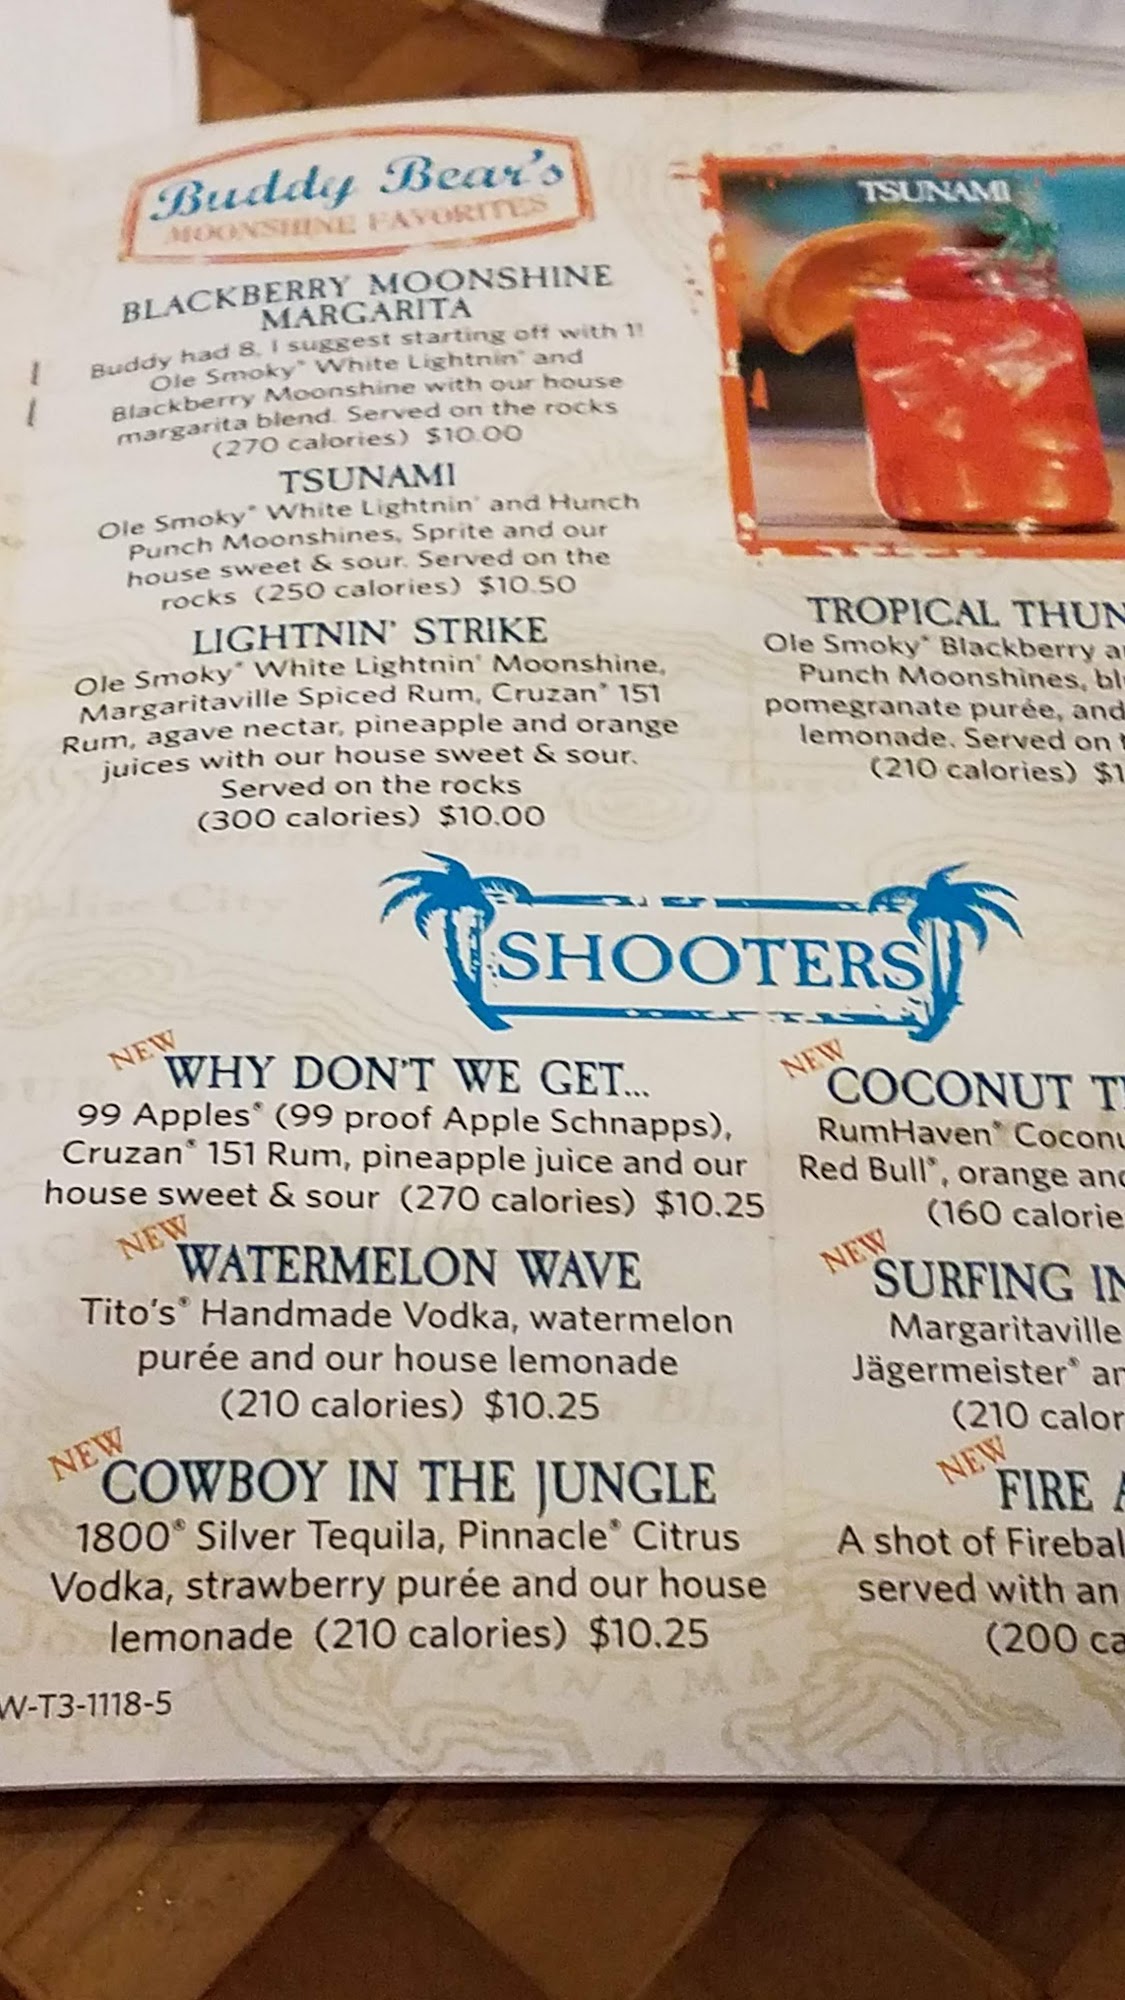 Buddy Bear's
MOONSHINE FAVORITES
BLACKBERRY MOONSHINE
MARGARITA
Buddy had 8, I suggest starting off with 1!
Ole Smoky® White Lightnin' and
Blackberry Moonshine with our house
margarita blend. Served on the rocks
(270 calories) $10.00
TSUNAMI
Ole Smoky® White Lightnin' and Hunch
Punch Moonshines, Sprite and our
house sweet & sour. Served on the
rocks (250 calories) $10.50
LIGHTNIN' STRIKE
Ole Smoky® White Lightnin' Moonshine,
Margaritaville Spiced Rum, Cruzan® 151
Rum, agave nectar, pineapple and orange
juices with our house sweet & sour.
Served on the rocks
(300 calories) $10.00
TSUNAMI
TROPICAL THUN
Ole Smoky® Blackberry a
Punch Moonshines, bl
pomegranate purée, and
lemonade. Served on t
(210 calories) $1
SHOOTERS
NEW
WHY DON'T WE GET...
99 Apples® (99 proof Apple Schnapps),
Cruzan® 151 Rum, pineapple juice and our
house sweet & sour (270 calories) $10.25
NEW
WATERMELON WAVE
Tito's® Handmade Vodka, watermelon
purée and our house lemonade
(210 calories) $10.25
NEW
COWBOY IN THE JUNGLE
1800® Silver Tequila, Pinnacle® Citrus
Vodka, strawberry purée and our house
lemonade (210 calories) $10.25
NEW
COCONUT T
RumHaven® Coconu
Red Bull®, orange and
(160 calorie
NEW
SURFING IN
Margaritaville
Jägermeister® an
(210 calor
NEW
FIRE A
A shot of Firebal
served with an
(200 ca
PANAMA
W-T3-1118-5